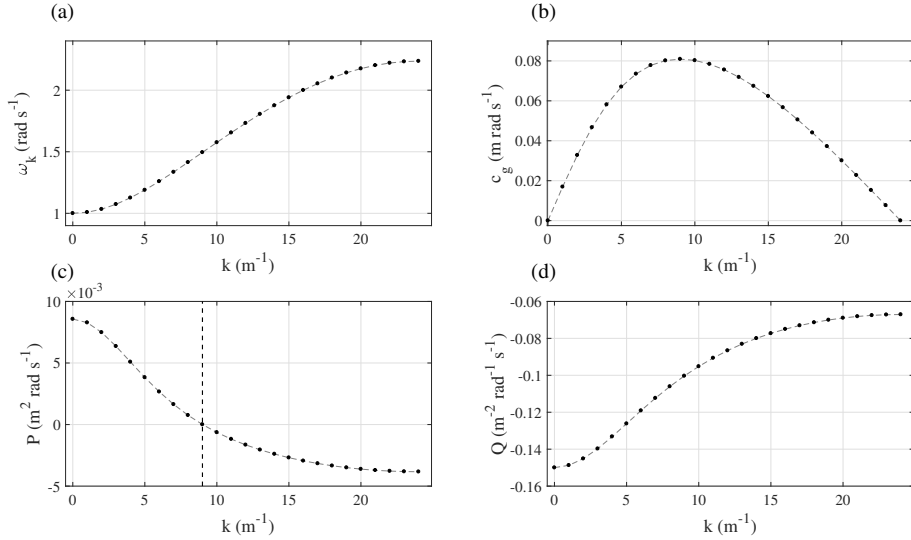 (a)
2
1.5
1
ω_k (rad s⁻¹)
0 5 10 15 20
k (m⁻¹)
(b)
0.08
0.06
0.04
0.02
0
c_g (m rad s⁻¹)
0 5 10 15 20
k (m⁻¹)
(c)
×10⁻³
10
5
0
-5
P (m² rad s⁻¹)
0 5 10 15 20
k (m⁻¹)
(d)
-0.06
-0.08
-0.1
-0.12
-0.14
-0.16
Q (m⁻² rad⁻¹ s⁻¹)
0 5 10 15 20
k (m⁻¹)